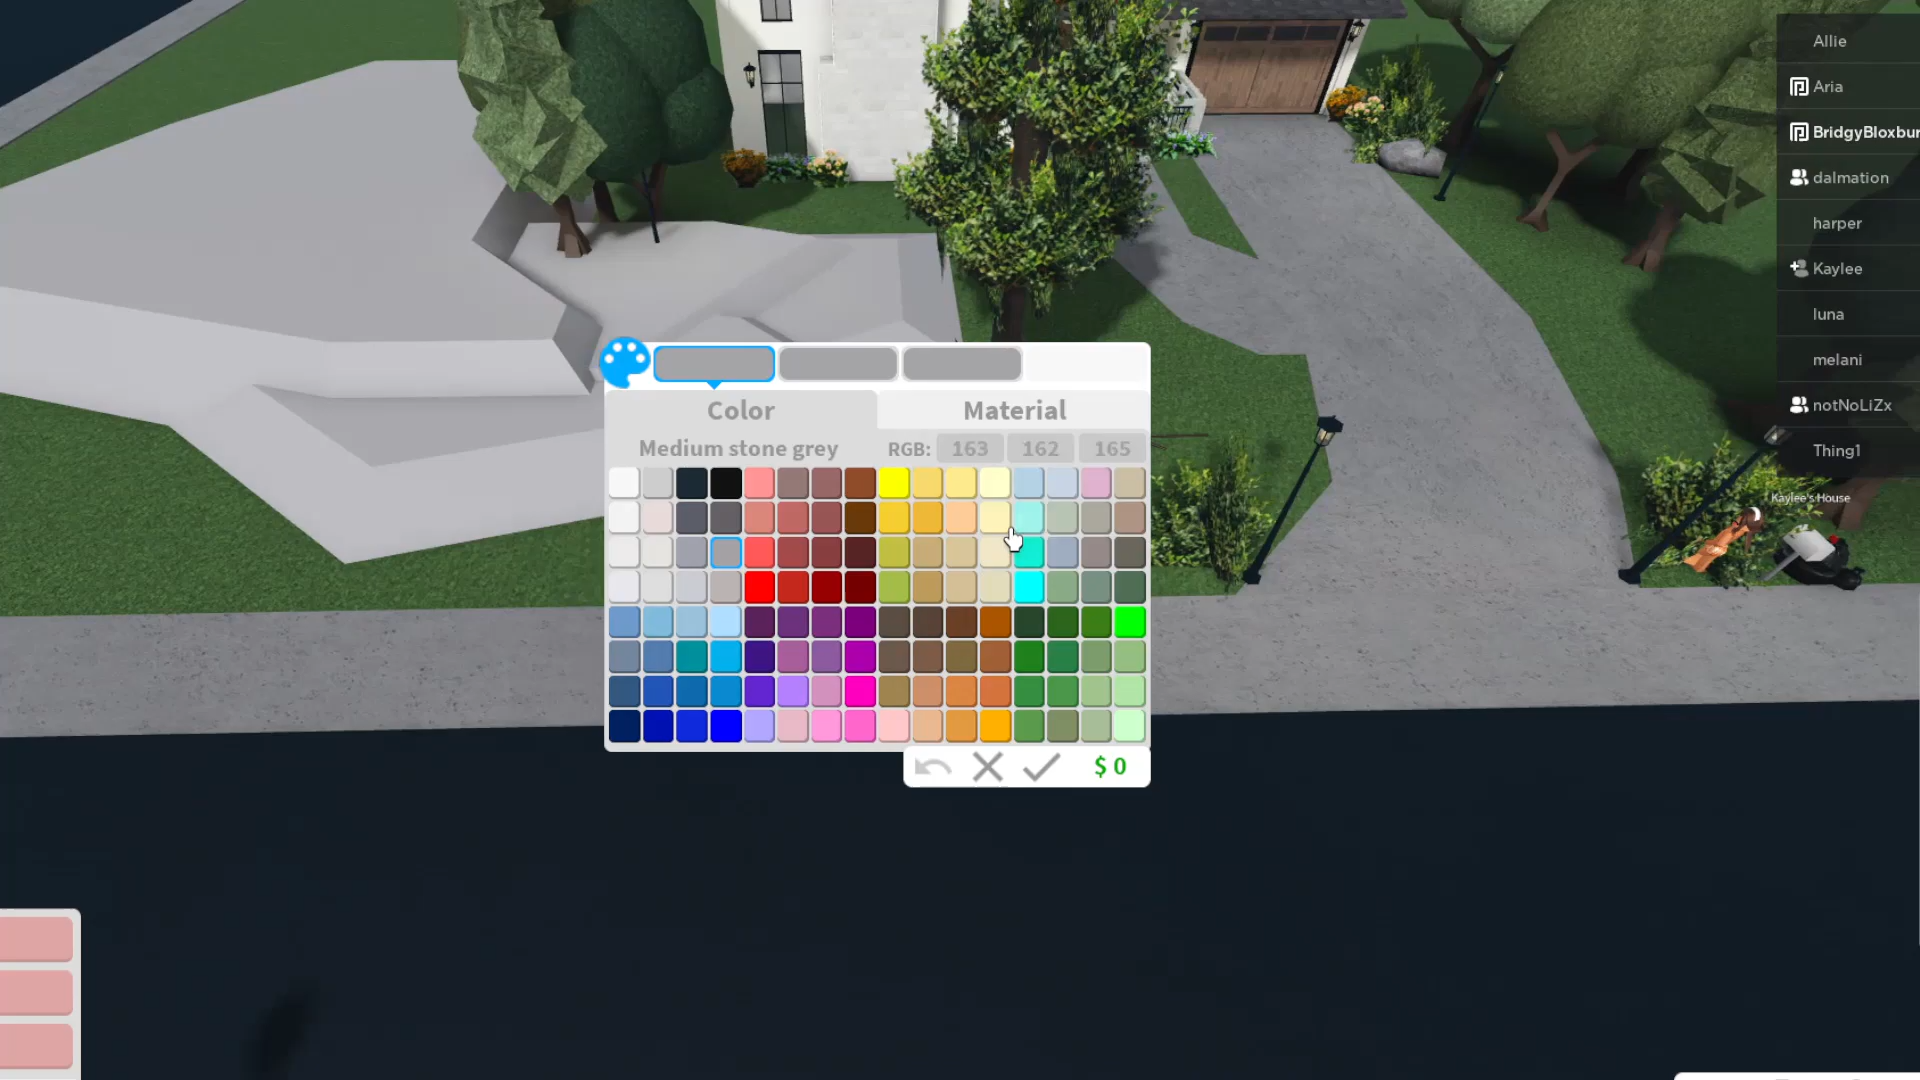 Allie
Aria
BridgyBloxbur
dalmation
harper
Kaylee
luna
melani
notNoLiZx
Thing1
Kaylee's House
Color
Material
Medium stone grey
RGB: 163 162 165
$ 0